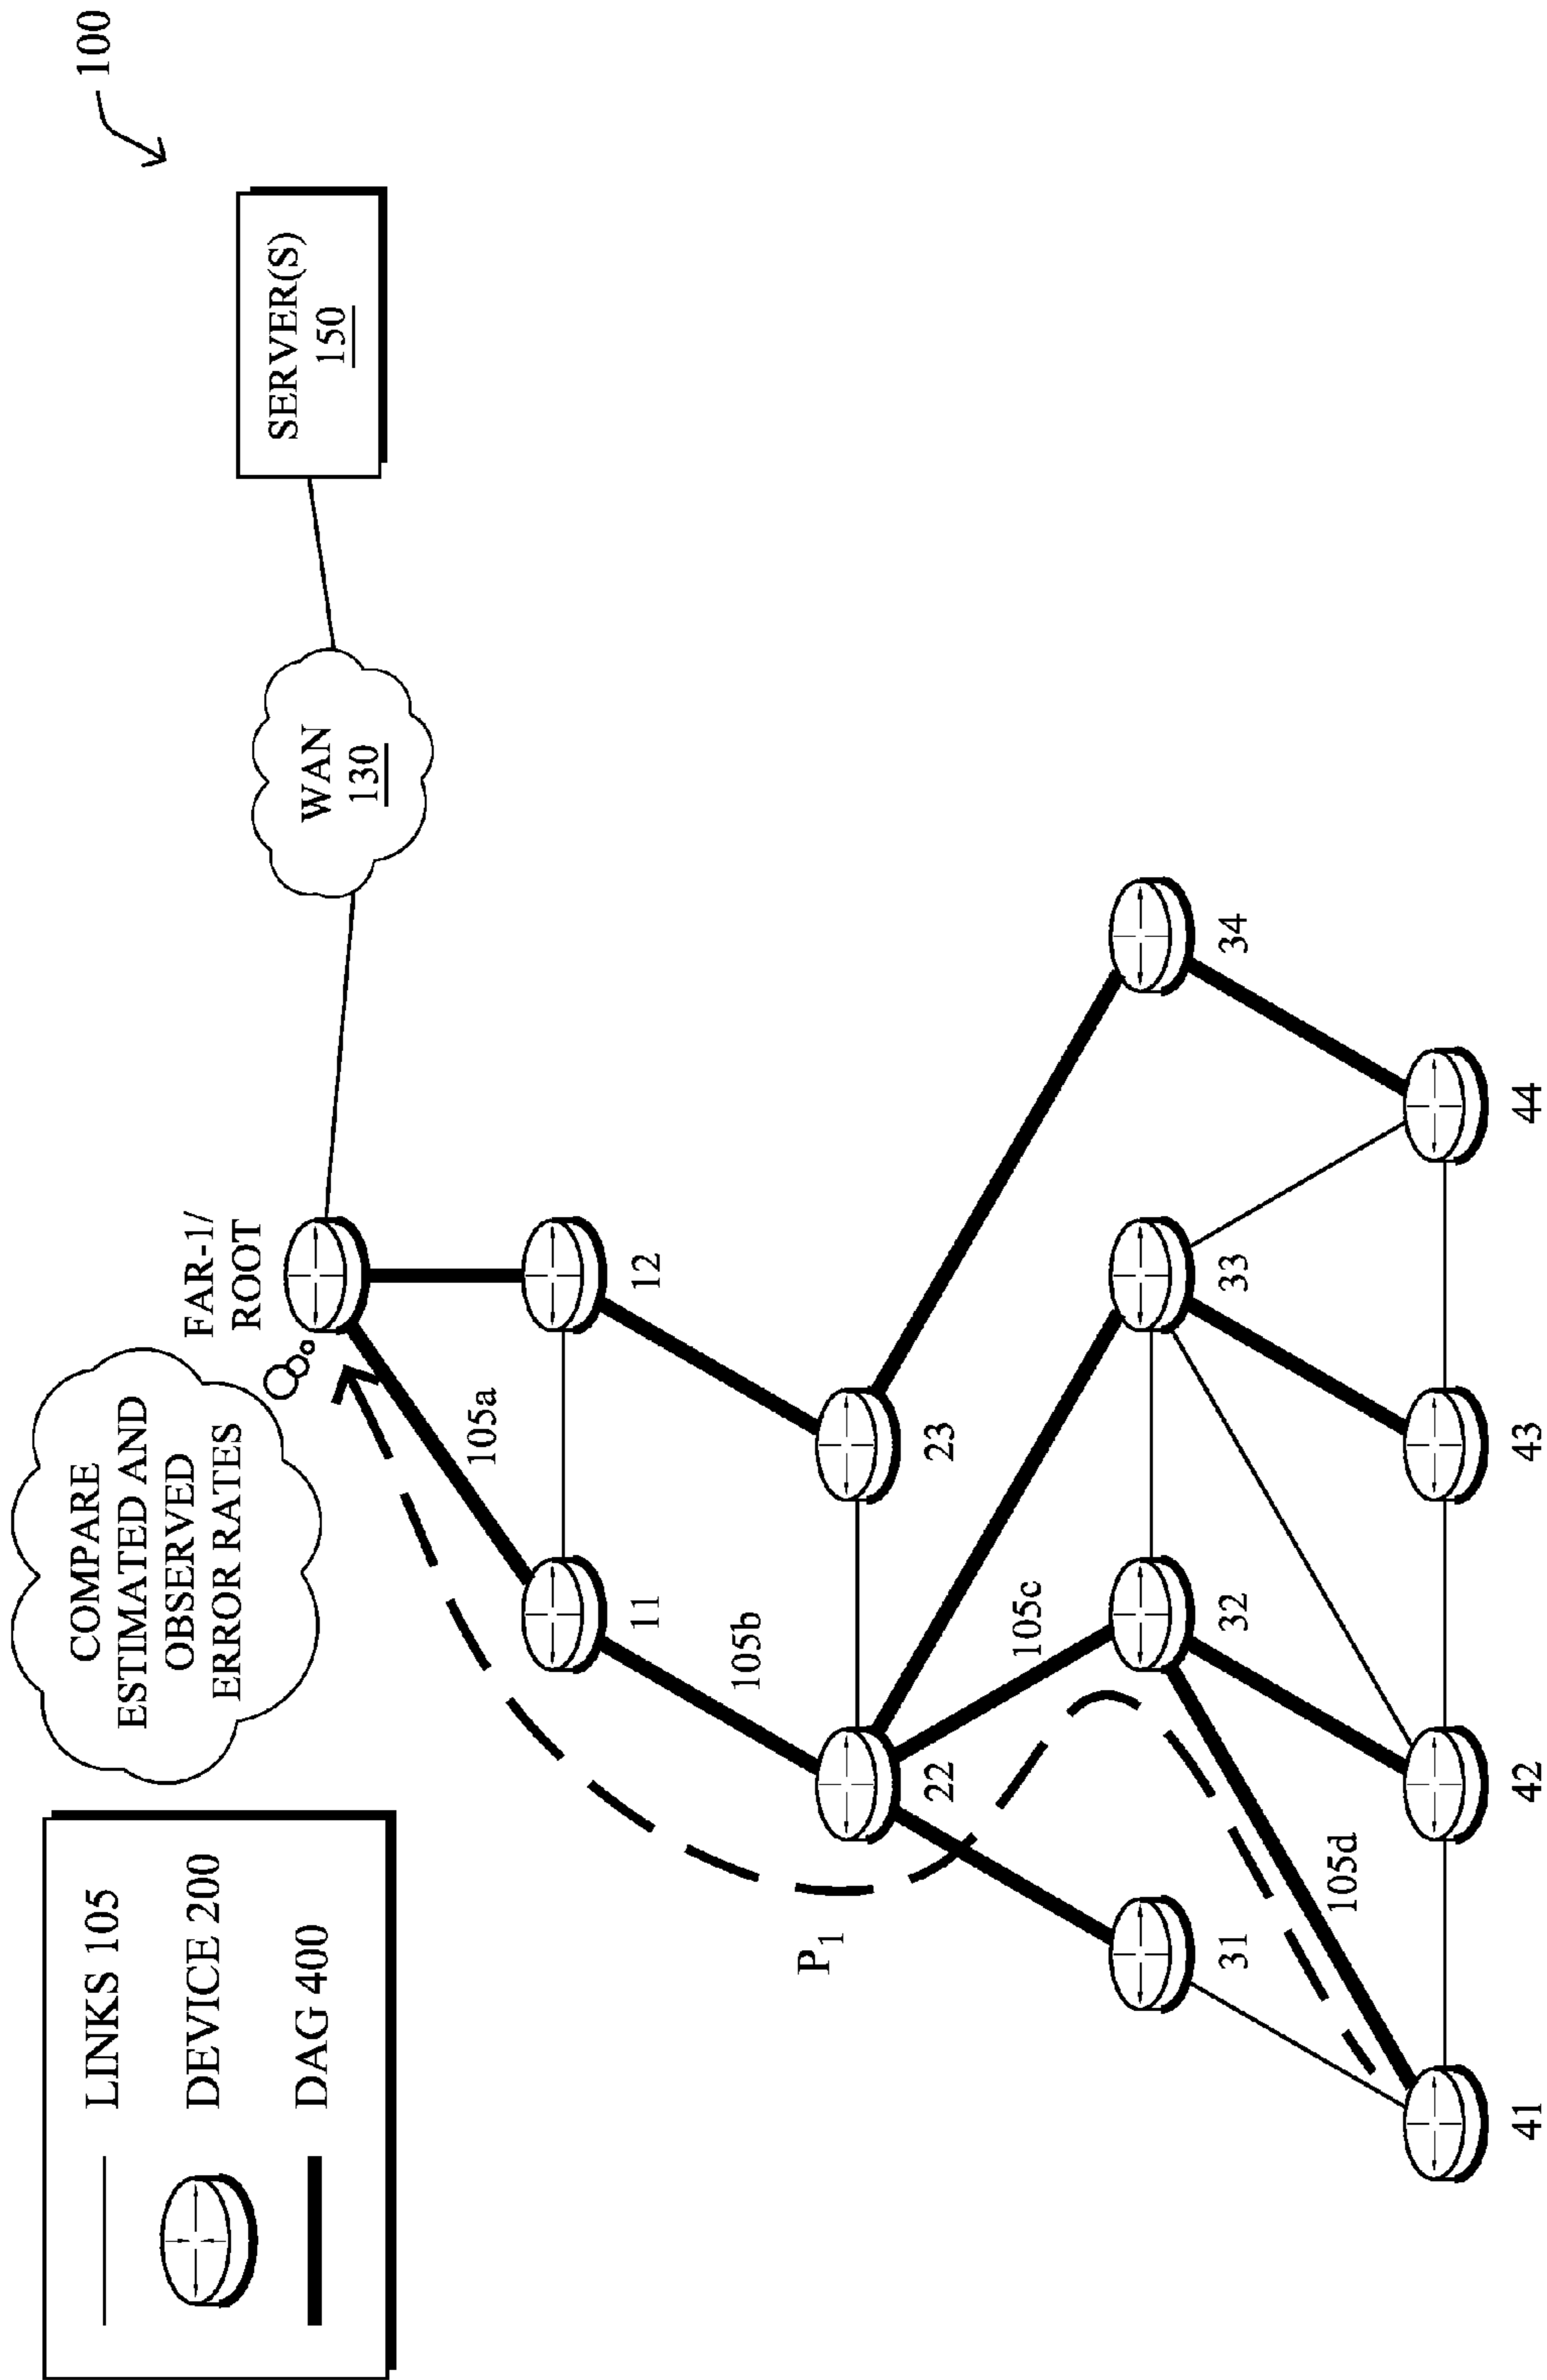 100
LINKS 105
DEVICE 200
DAG 400
COMPARE
ESTIMATED AND
OBSERVED
ERROR RATES
FAR-1/
ROOT
WAN
130
SERVER(S)
150
105a
11
12
105b
P1
22
23
105c
31
32
33
34
105d
41
42
43
44